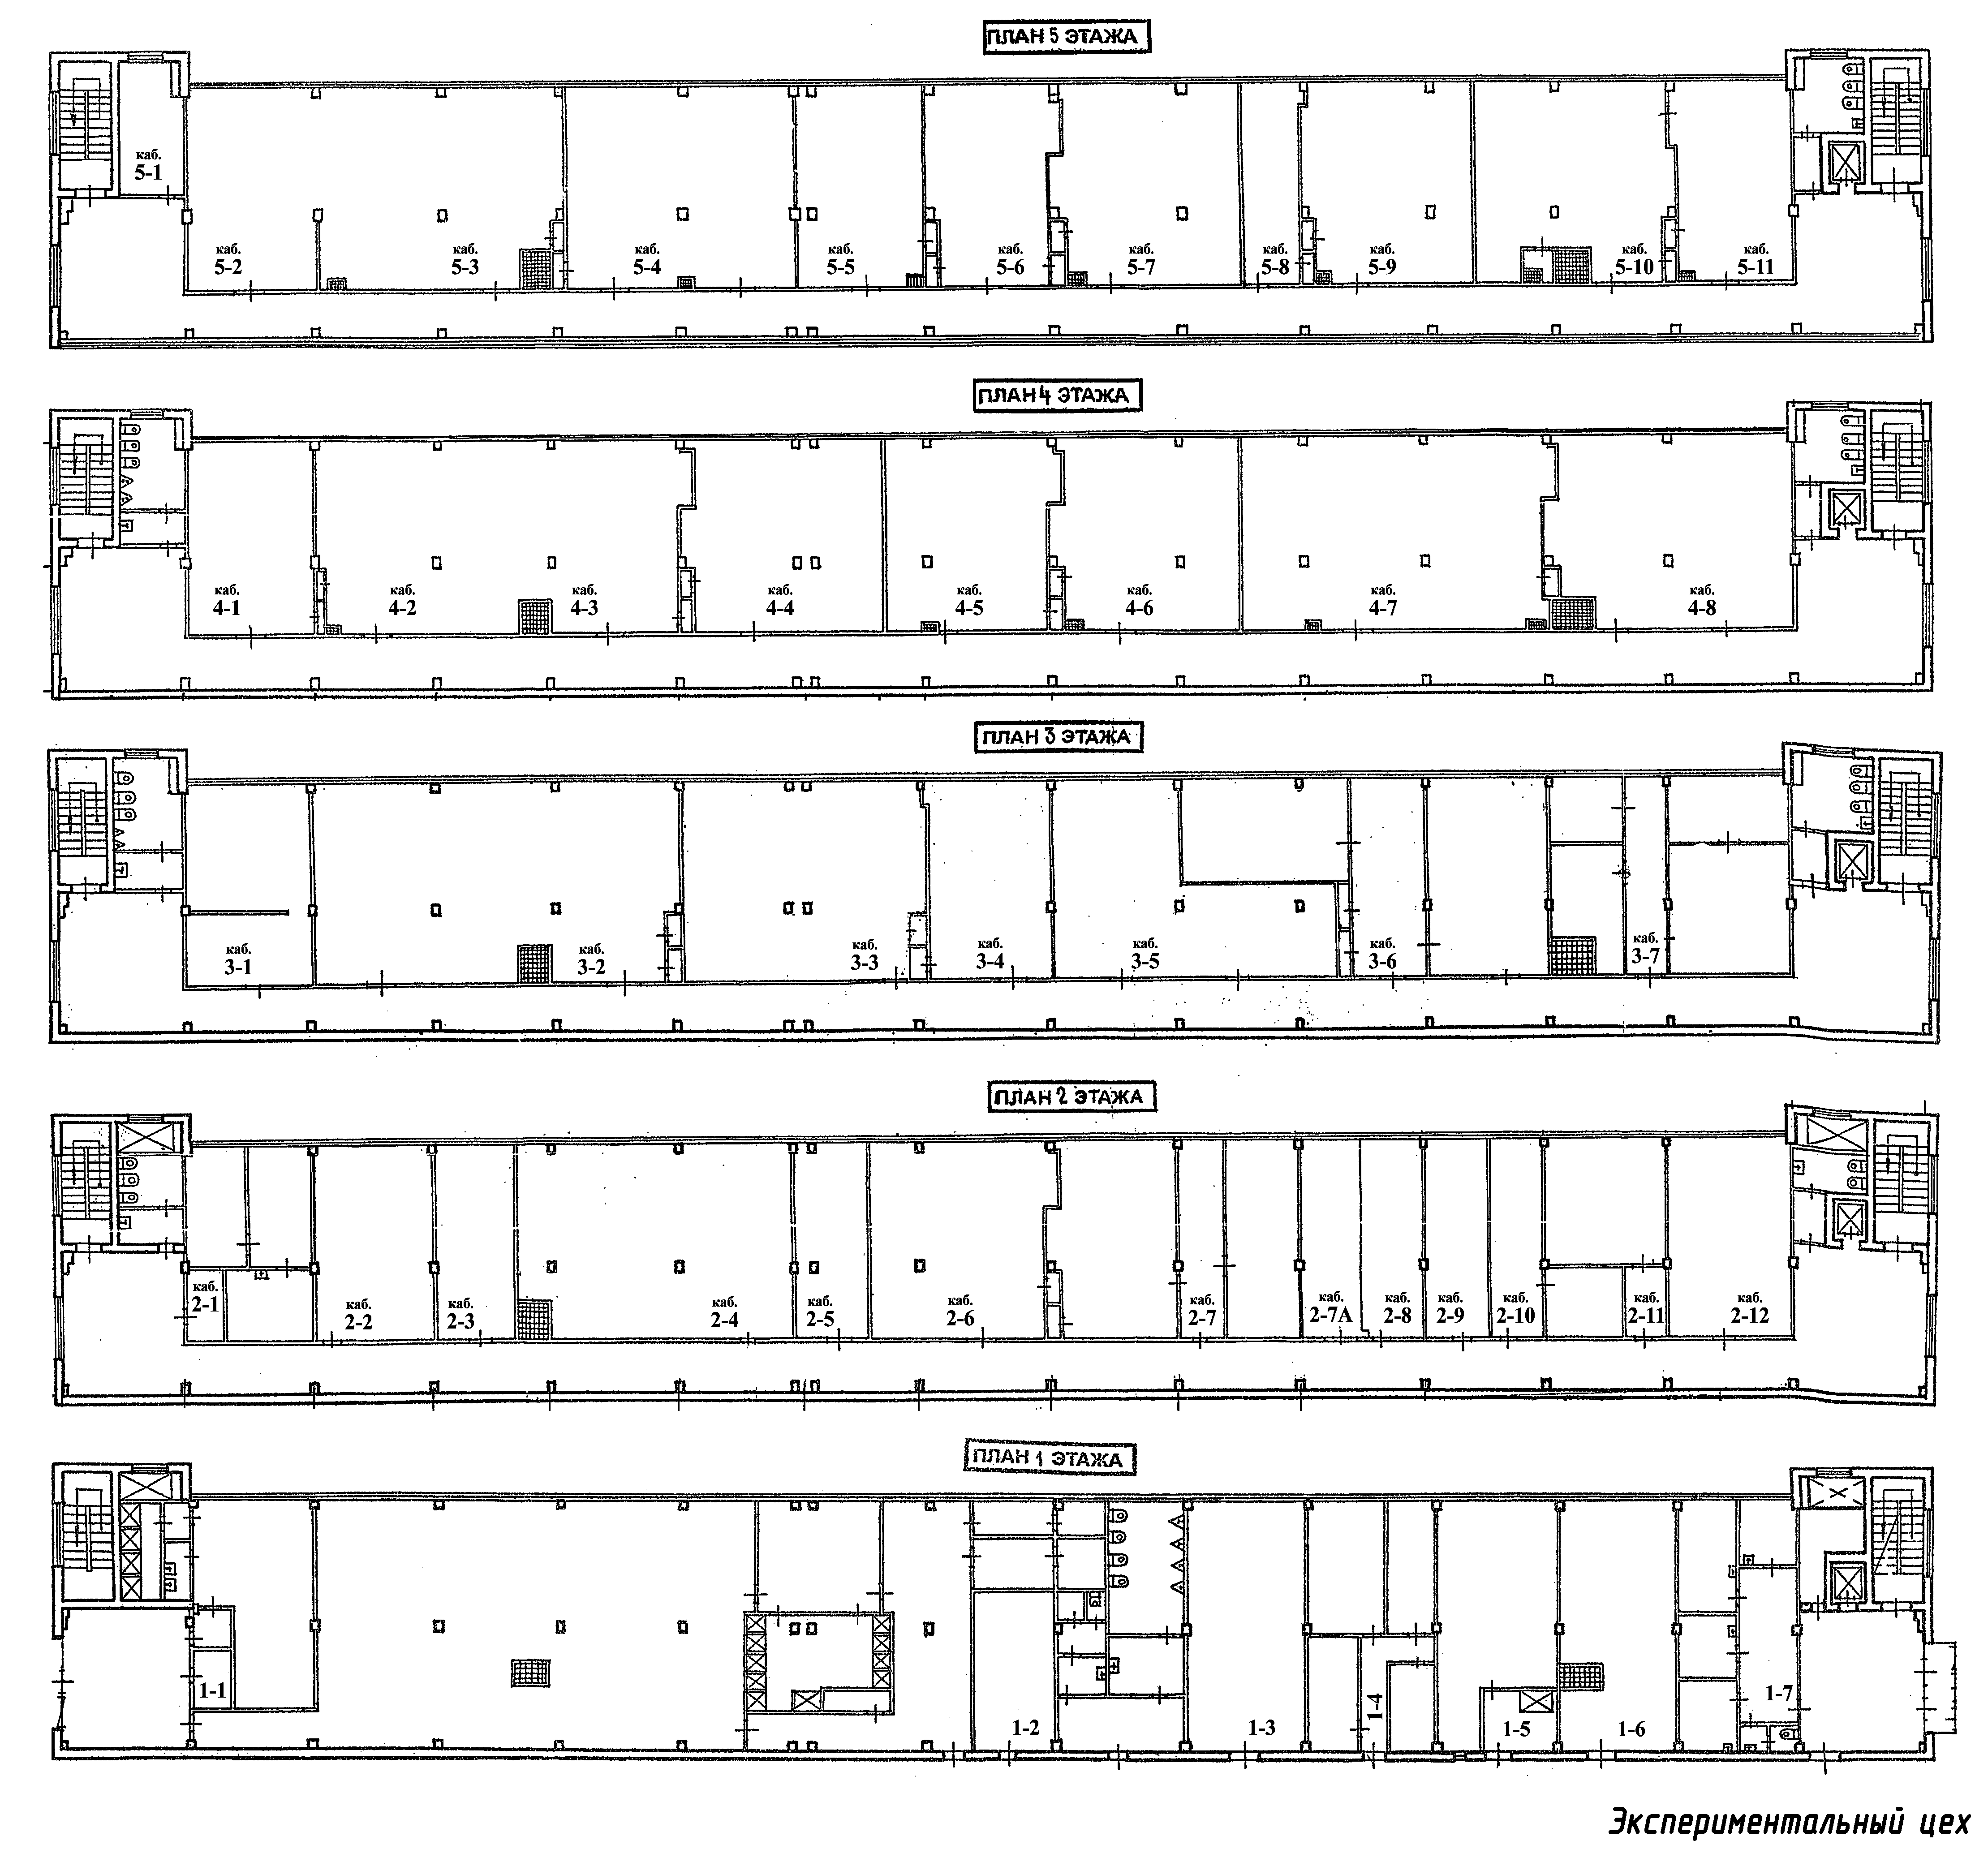 ПЛАН 5 ЭТАЖА
каб.
5-1
каб.
5-2
каб.
5-3
каб.
5-4
каб.
5-5
каб.
5-6
каб.
5-7
каб.
5-8
каб.
5-9
каб.
5-10
каб.
5-11
ПЛАН 4 ЭТАЖА
каб.
4-1
каб.
4-2
каб.
4-3
каб.
4-4
каб.
4-5
каб.
4-6
каб.
4-7
каб.
4-8
ПЛАН 3 ЭТАЖА
каб.
3-1
каб.
3-2
каб.
3-3
каб.
3-4
каб.
3-5
каб.
3-6
каб.
3-7
ПЛАН 2 ЭТАЖА
каб.
2-1
каб.
2-2
каб.
2-3
каб.
2-4
каб.
2-5
каб.
2-6
каб.
2-7
каб.
2-7А
каб.
2-8
каб.
2-9
каб.
2-10
каб.
2-11
каб.
2-12
ПЛАН 1 ЭТАЖА
1-1
1-2
1-3
1-4
1-5
1-6
1-7
Экспериментальный цех